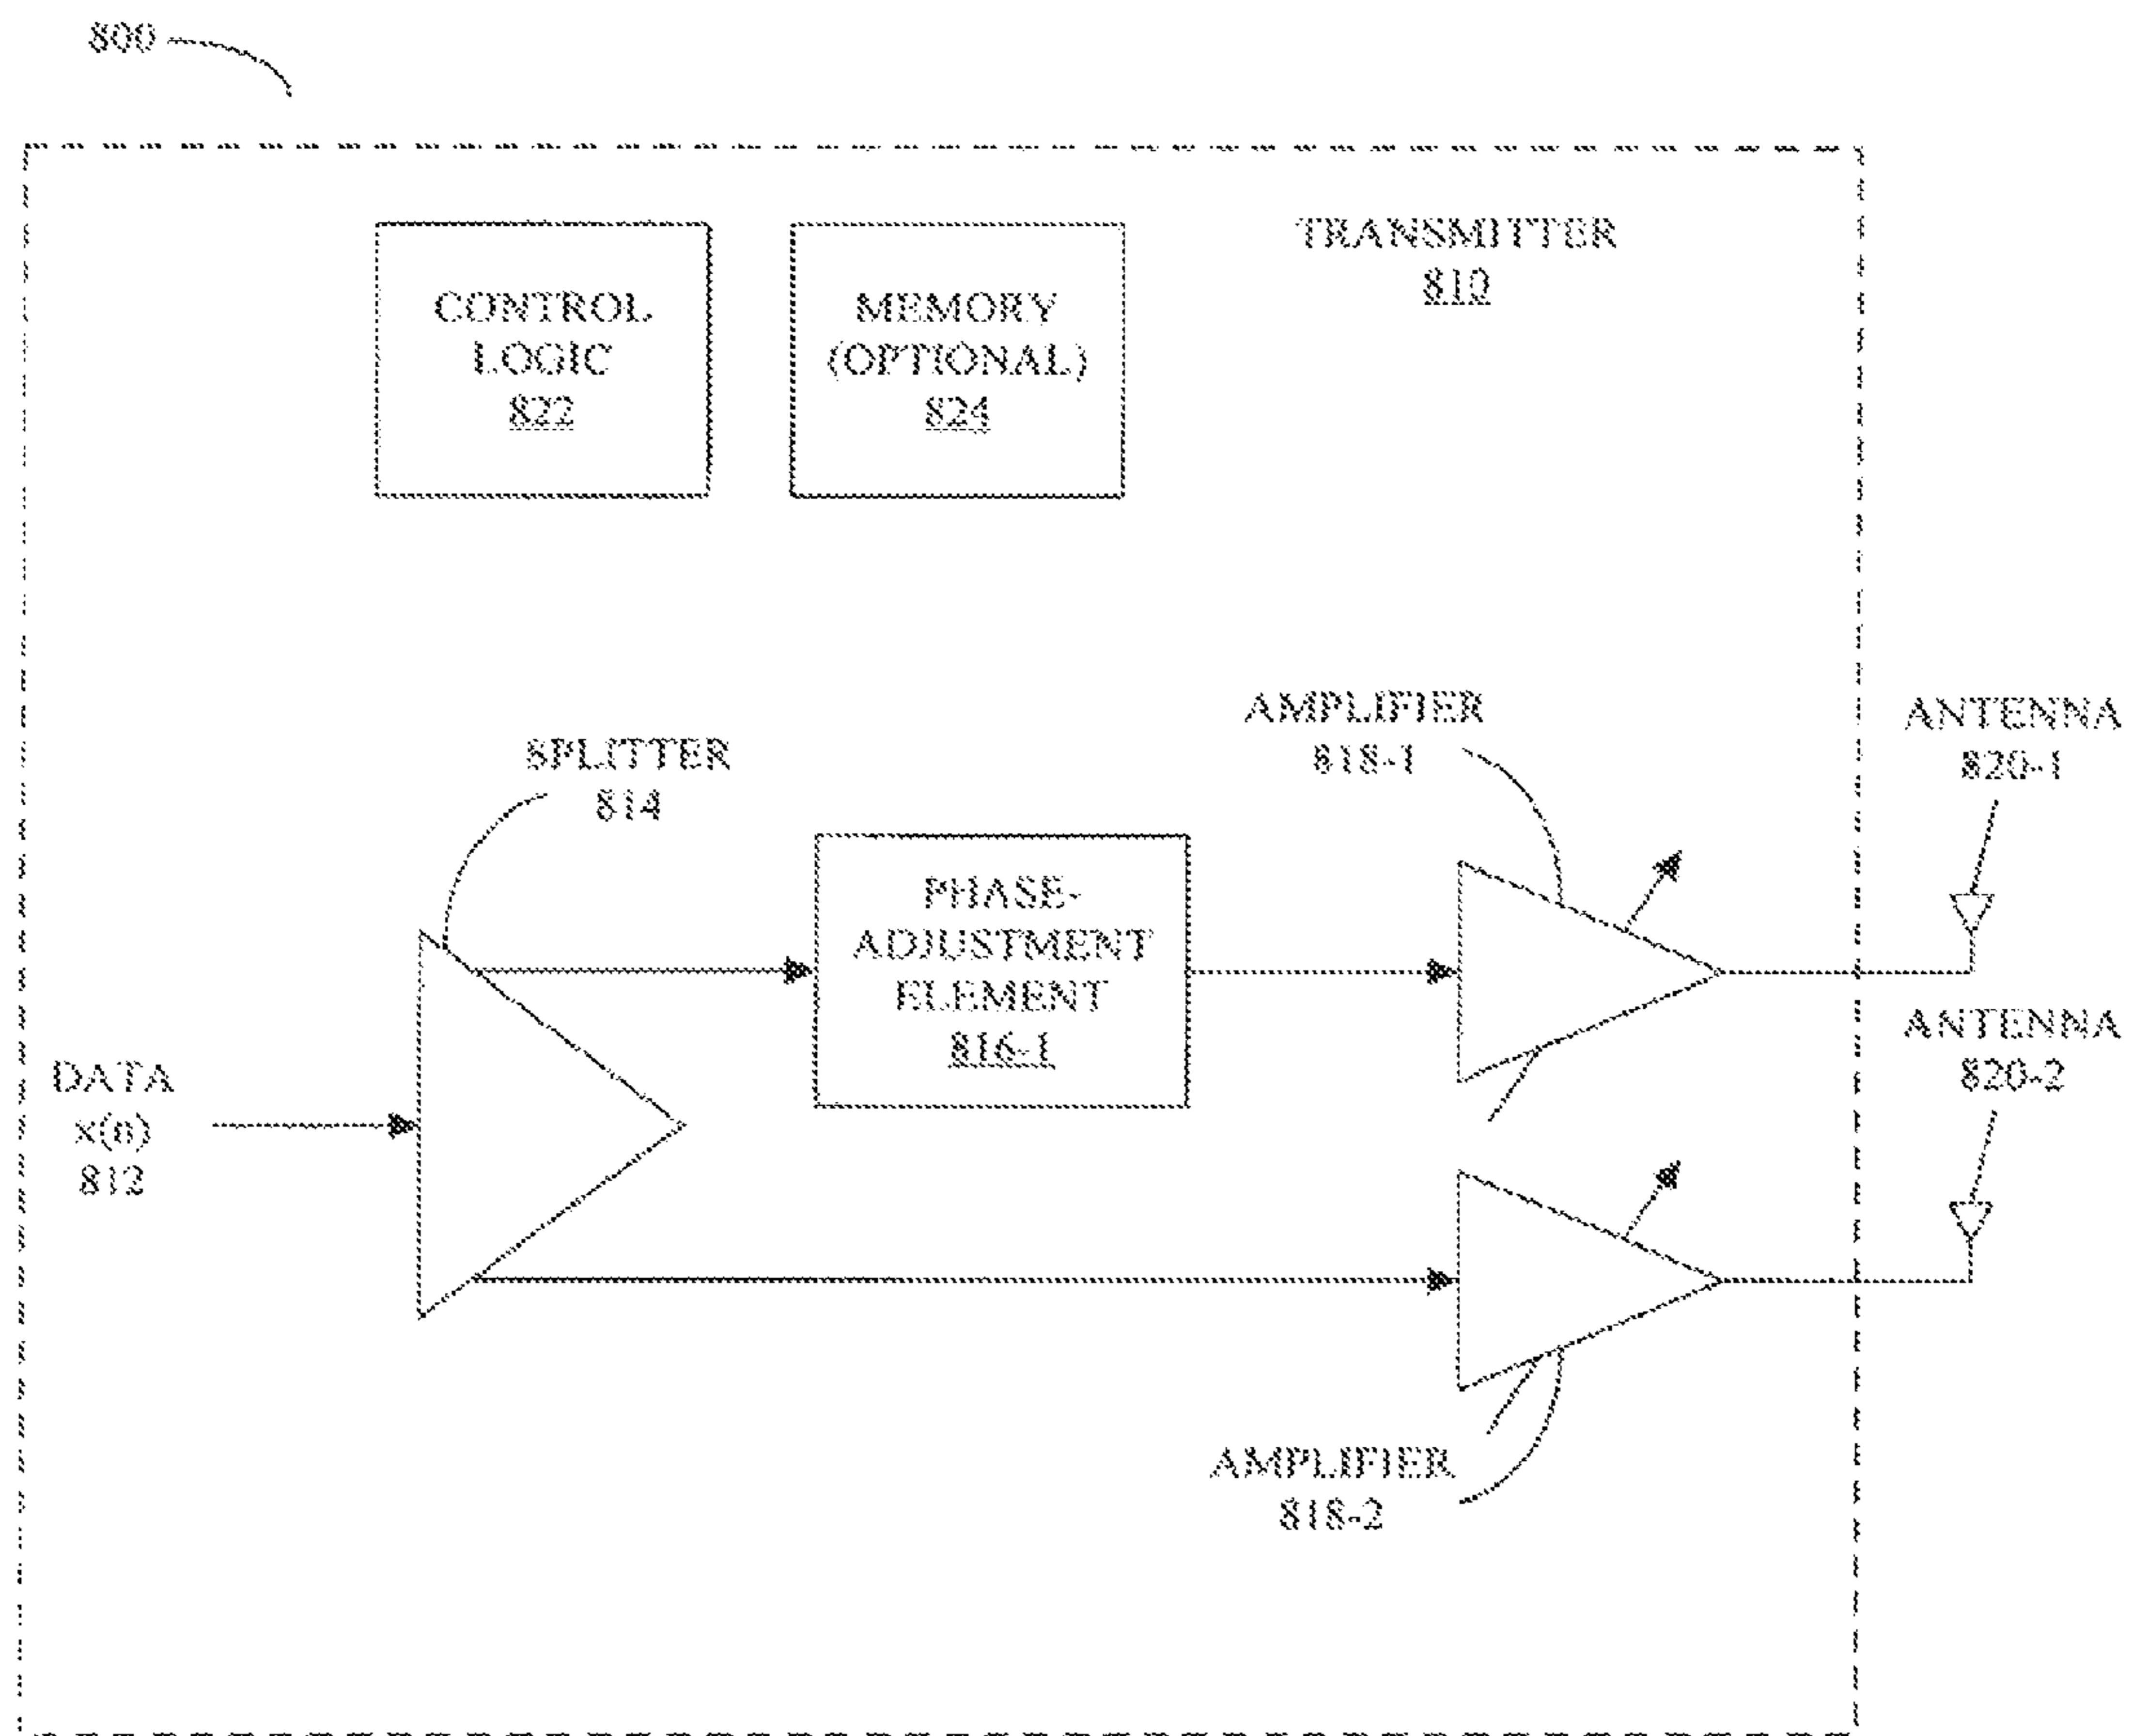 800
TRANSMITTER
810
CONTROL
LOGIC
822
MEMORY
(OPTIONAL)
824
SPLITTER
814
AMPLIFIER
818-1
ANTENNA
820-1
PHASE-
ADJUSTMENT
ELEMENT
816-1
DATA
x(n)
812
ANTENNA
820-2
AMPLIFIER
818-2